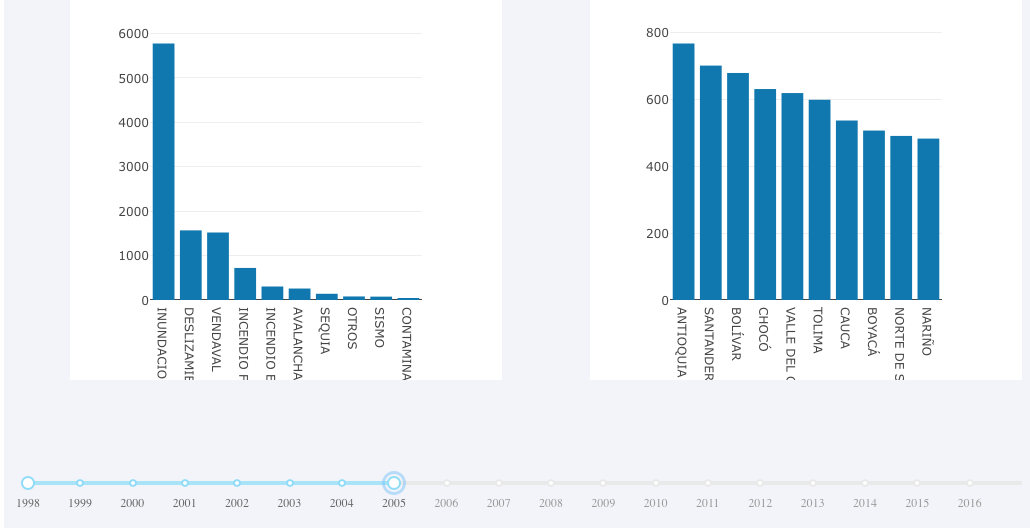 6000
5000
4000
3000
2000
1000
0
INUNDACIO
DESLIZAMIE
VENDAVAL
INCENDIO F
INCENDIO E
AVALANCHA
SEQUIA
OTROS
SISMO
CONTAMINA
800
600
400
200
0
ANTIOQUIA
SANTANDER
BOLÍVAR
CHOCÓ
VALLE DEL C
TOLIMA
CAUCA
BOYACÁ
NORTE DE S
NARIÑO
1998 1999 2000 2001 2002 2003 2004 2005 2006 2007 2008 2009 2010 2011 2012 2013 2014 2015 2016